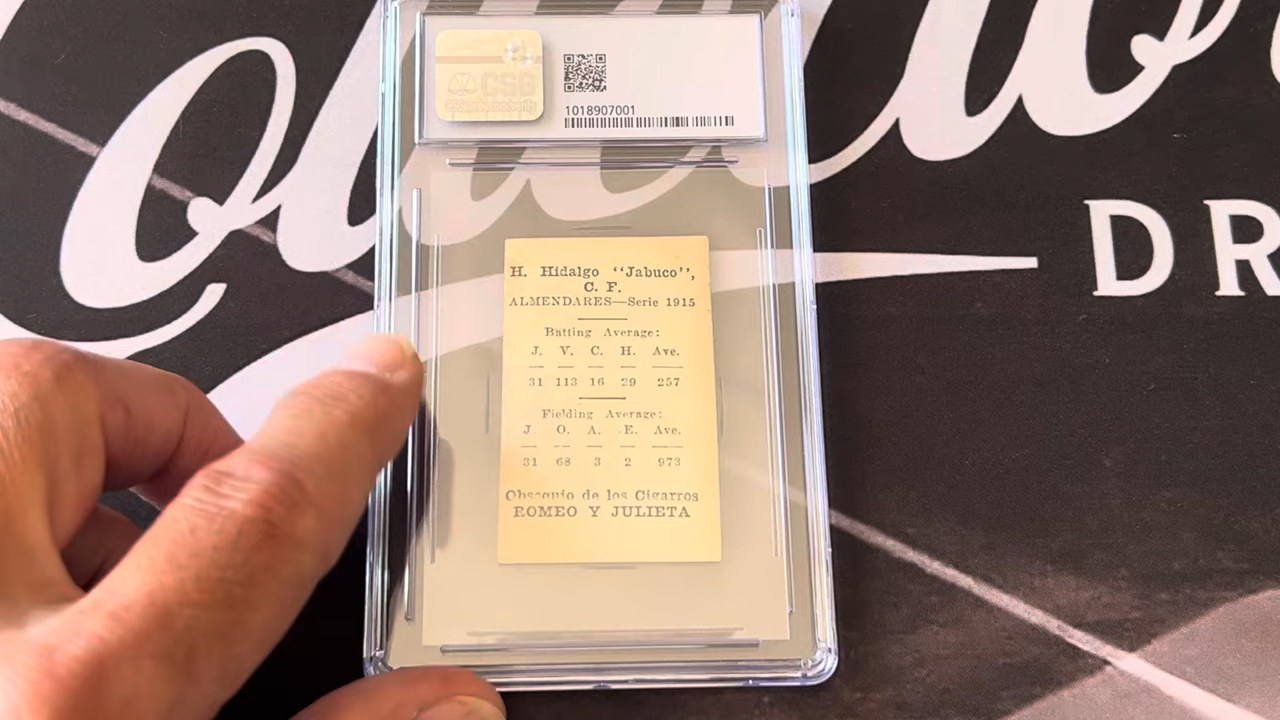 CSG
1018907001
H. Hidalgo "Jabuco",
C. F.
ALMENDARES—Serie 1915
Batting Average:
J. V. C. H. Ave.
31 113 16 29 257
Fielding Average:
J O. A. E. Ave.
31 68 3 2 973
Obsequio de los Cigarros
ROMEO Y JULIETA
DR